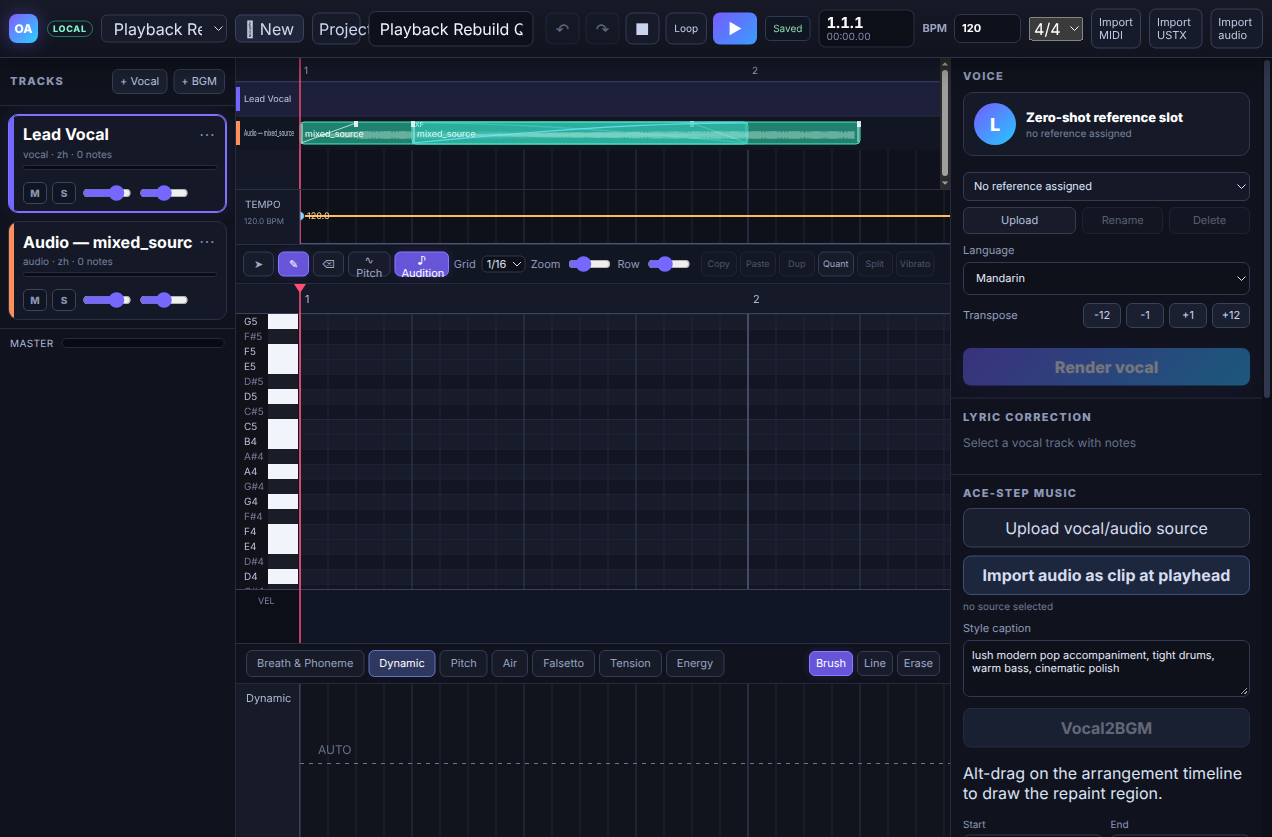 OA LOCAL Playback Re New Project Playback Rebuild Q Loop Saved 1.1.1 00:00.00 BPM 120 4/4 Import MIDI Import USTX Import audio
TRACKS + Vocal + BGM
Lead Vocal ...
vocal · zh · 0 notes
M S
Audio — mixed_sourc ...
audio · zh · 0 notes
M S
MASTER
1 2
Lead Vocal
Audio — mixed_source mixed_source XF mixed_source
TEMPO
120.0 BPM
120.0
Pitch Audition Grid 1/16 Zoom Row Copy Paste Dup Quant Split Vibrato
1 2
G5
F#5
F5
E5
D#5
D5
C#5
C5
B4
A#4
A4
G#4
G4
F#4
F4
E4
D#4
D4
VEL
Breath & Phoneme Dynamic Pitch Air Falsetto Tension Energy Brush Line Erase
Dynamic
AUTO
VOICE
L Zero-shot reference slot
no reference assigned
No reference assigned
Upload Rename Delete
Language
Mandarin
Transpose -12 -1 +1 +12
Render vocal
LYRIC CORRECTION
Select a vocal track with notes
ACE-STEP MUSIC
Upload vocal/audio source
Import audio as clip at playhead
no source selected
Style caption
lush modern pop accompaniment, tight drums,
warm bass, cinematic polish
Vocal2BGM
Alt-drag on the arrangement timeline
to draw the repaint region.
Start End